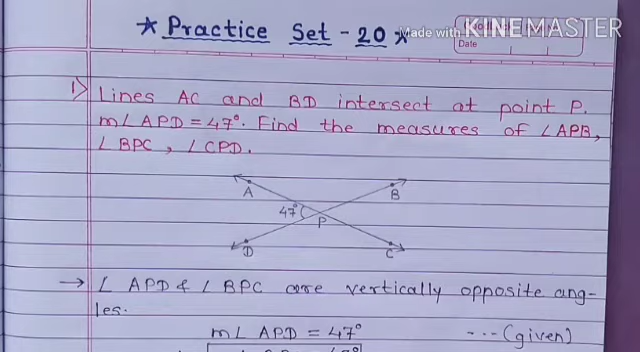 * Practice Set - 20 *
Made with KINEMASTER
Date
1) Lines AC and BD intersect at point P.
m∠APD = 47°. Find the measures of ∠APB,
∠BPC, ∠CPD.
A
B
47°
P
D
C
→ ∠APD & ∠BPC are vertically opposite ang-
les.
m∠ APD = 47° ---(given)